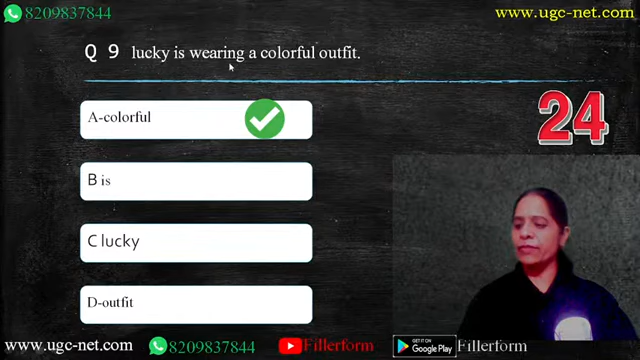 8209837844
www.ugc-net.com
Q 9 lucky is wearing a colorful outfit.
A-colorful
24
B is
C lucky
D-outfit
www.ugc-net.com 8209837844 Fillerform GET IT ON Google Play Fillerform